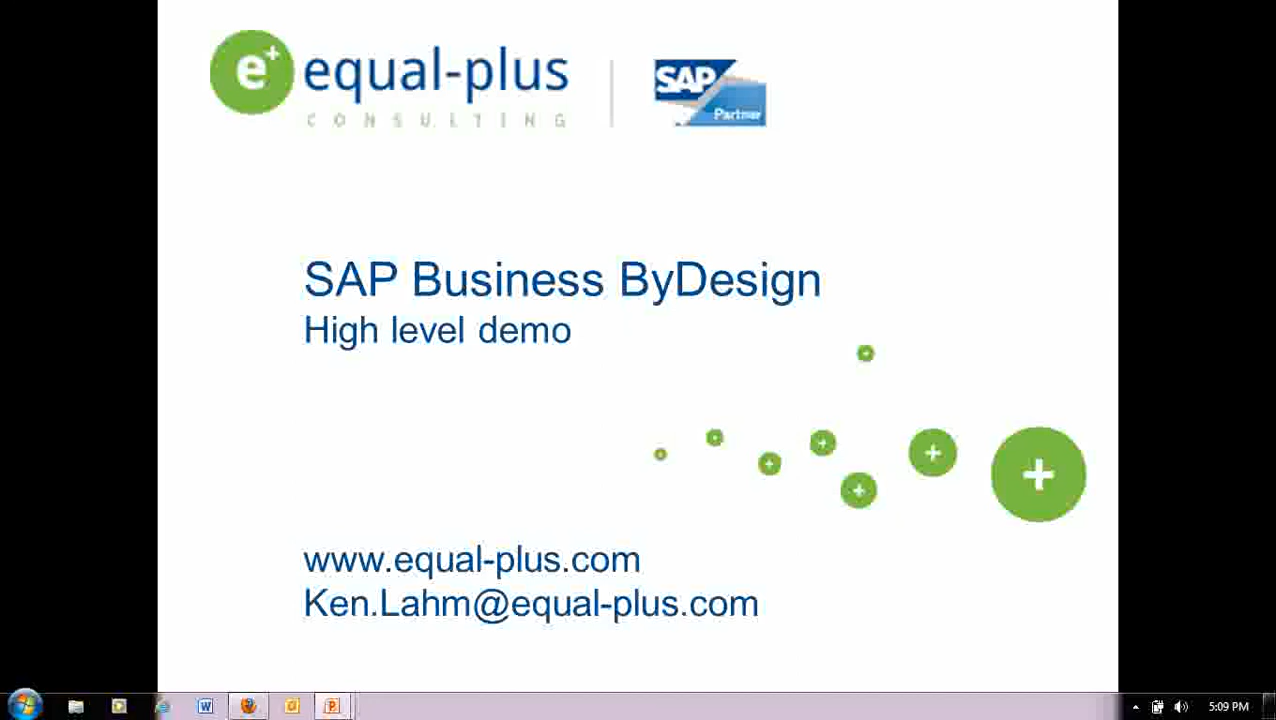 e+ equal-plus
CONSULTING
SAP
Partner
SAP Business ByDesign
High level demo
www.equal-plus.com
Ken.Lahm@equal-plus.com
5:09 PM